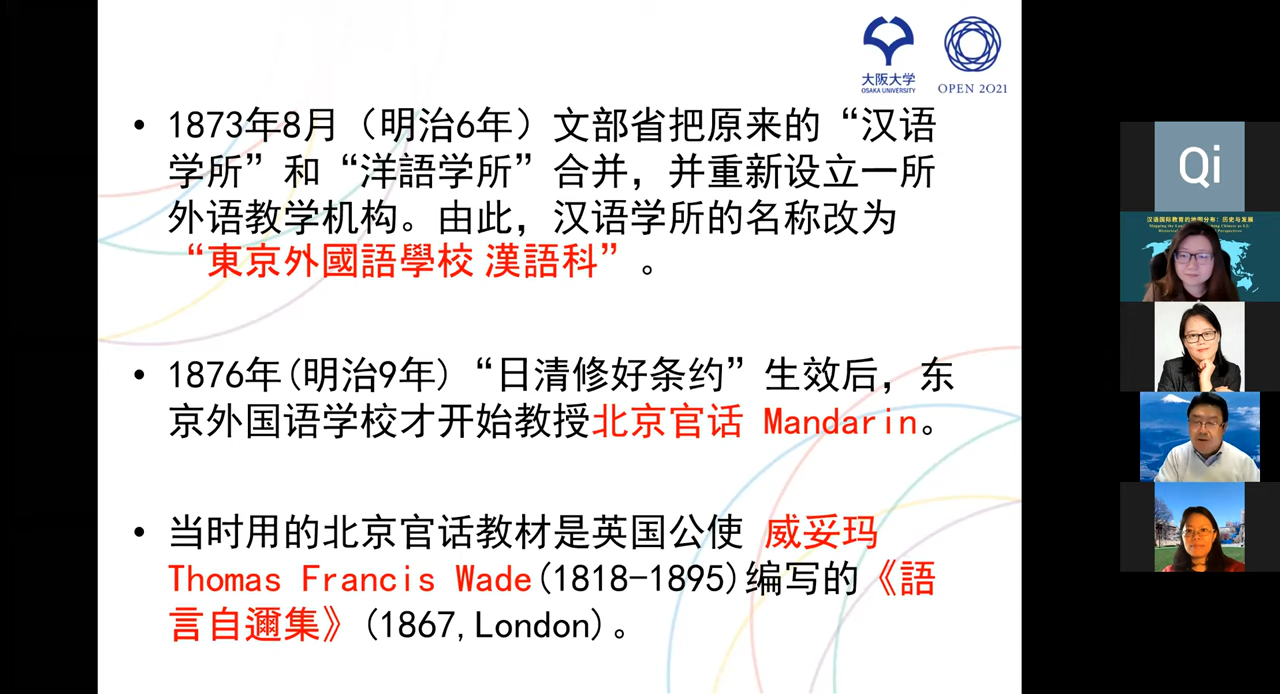 大阪大学
OSAKA UNIVERSITY
OPEN 2O21
• 1873年8月（明治6年）文部省把原来的“汉语
学所”和“洋語学所”合并，并重新设立一所
外语教学机构。由此，汉语学所的名称改为
“東京外國語學校 漢語科”。
• 1876年(明治9年)“日清修好条约”生效后，东
京外国语学校才开始教授北京官话 Mandarin。
• 当时用的北京官话教材是英国公使 威妥玛
Thomas Francis Wade(1818-1895)编写的《語
言自邇集》(1867,London)。
Qi
汉语国际教育的地图分布：历史与发展